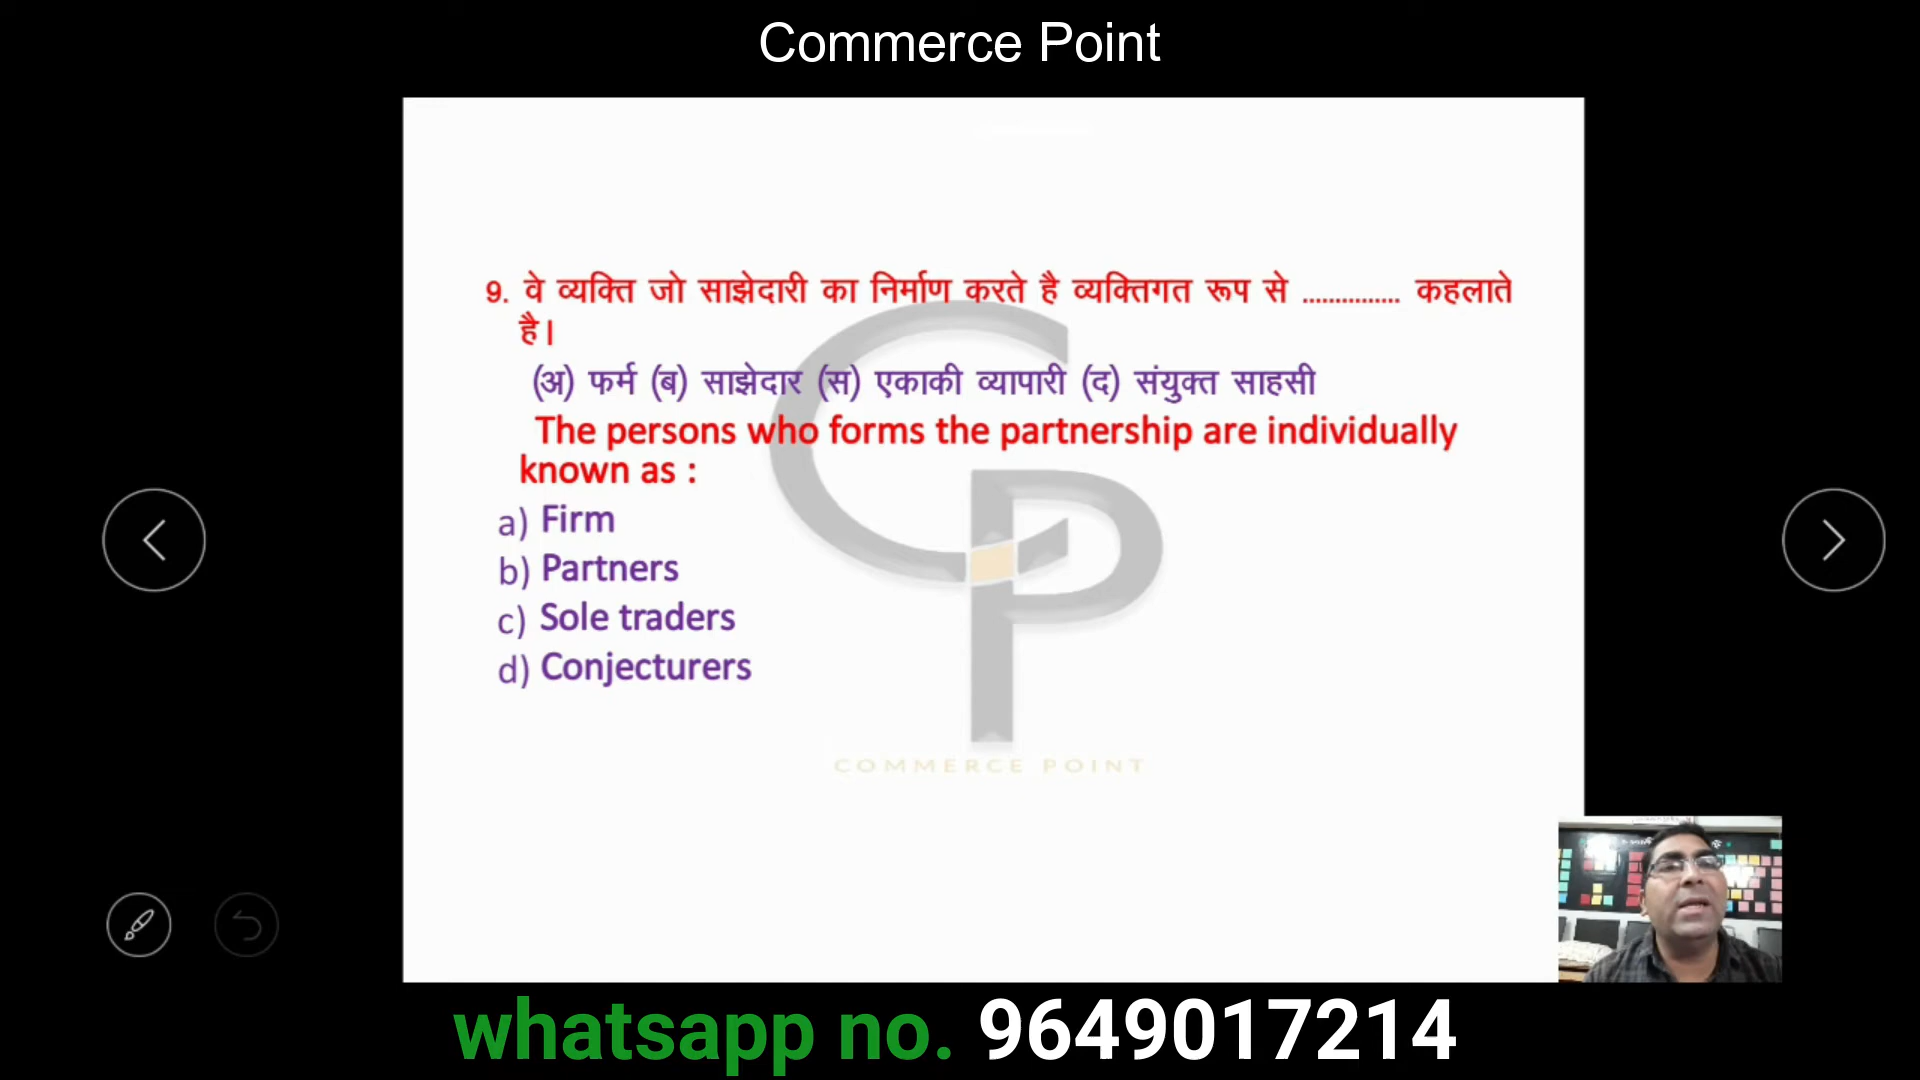 Commerce Point
9. वे व्यक्ति जो साझेदारी का निर्माण करते है व्यक्तिगत रूप से ............... कहलाते
है।
(अ) फर्म (ब) साझेदार (स) एकाकी व्यापारी (द) संयुक्त साहसी
The persons who forms the partnership are individually
known as :
a) Firm
b) Partners
c) Sole traders
d) Conjecturers
COMMERCE POINT
whatsapp no. 9649017214